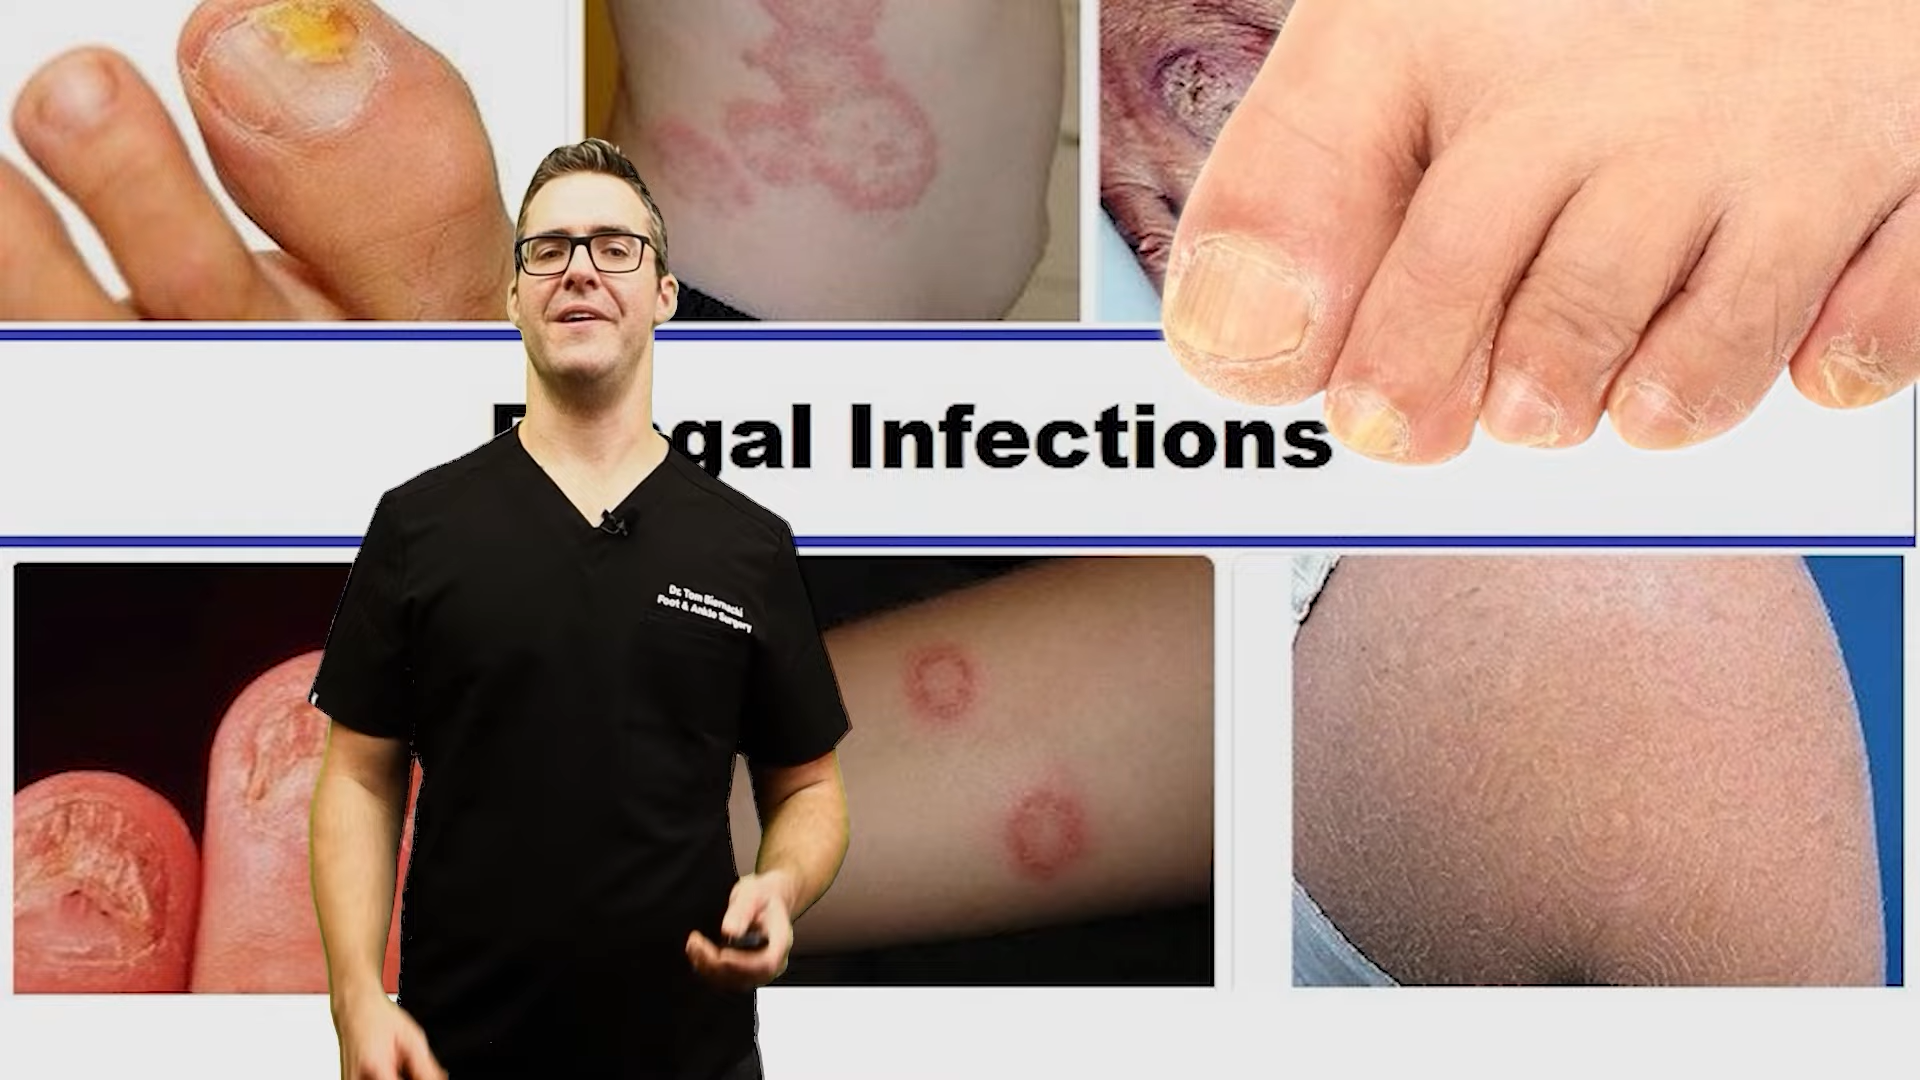 gal Infections
Dr. Tom Biernacki
Foot & Ankle Surgery